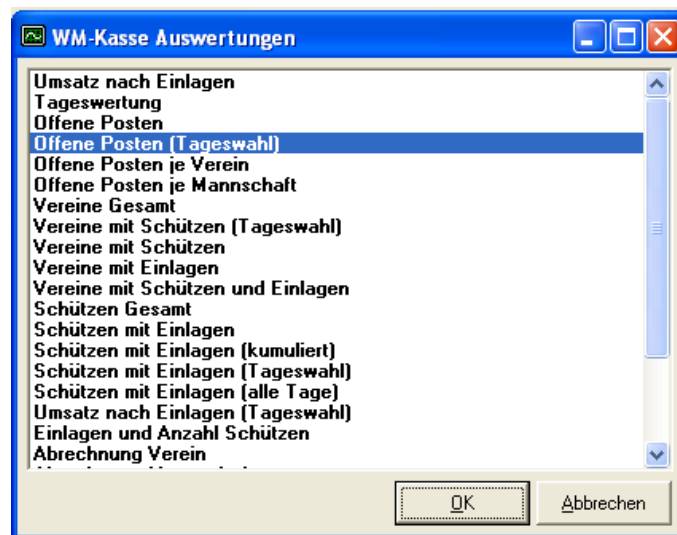 WM-Kasse Auswertungen
Umsatz nach Einlagen
Tageswertung
Offene Posten
Offene Posten (Tageswahl)
Offene Posten je Verein
Offene Posten je Mannschaft
Vereine Gesamt
Vereine mit Schützen (Tageswahl)
Vereine mit Schützen
Vereine mit Einlagen
Vereine mit Schützen und Einlagen
Schützen Gesamt
Schützen mit Einlagen
Schützen mit Einlagen (kumuliert)
Schützen mit Einlagen (Tageswahl)
Schützen mit Einlagen (alle Tage)
Umsatz nach Einlagen (Tageswahl)
Einlagen und Anzahl Schützen
Abrechnung Verein
OK Abbrechen